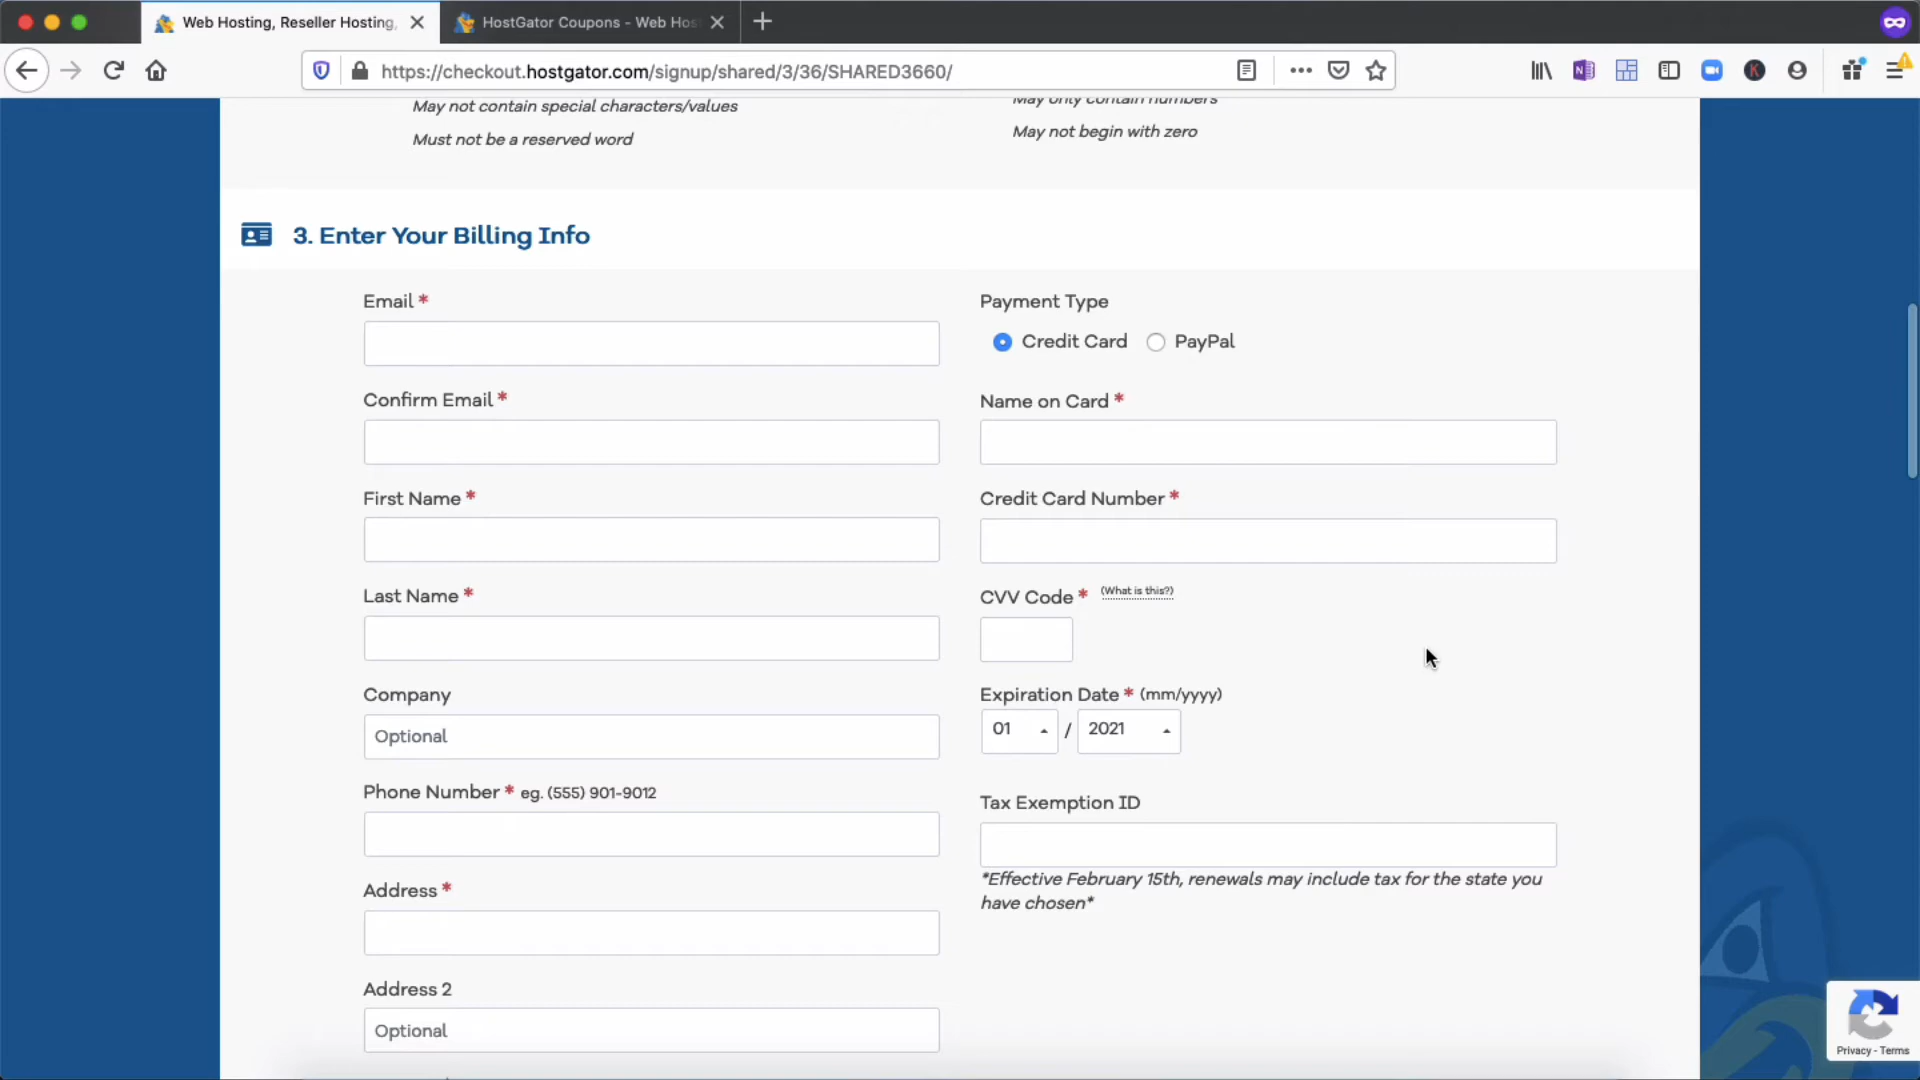 Web Hosting, Reseller Hosting,
HostGator Coupons - Web Hos
https://checkout.hostgator.com/signup/shared/3/36/SHARED3660/
May not contain special characters/values
May only contain numbers
Must not be a reserved word
May not begin with zero
3. Enter Your Billing Info
Email *
Payment Type
Credit Card
PayPal
Confirm Email *
Name on Card *
First Name *
Credit Card Number *
Last Name *
CVV Code * (What is this?)
Company
Optional
Expiration Date * (mm/yyyy)
01 / 2021
Phone Number * eg. (555) 901-9012
Tax Exemption ID
*Effective February 15th, renewals may include tax for the state you
have chosen*
Address *
Address 2
Optional
Privacy - Terms